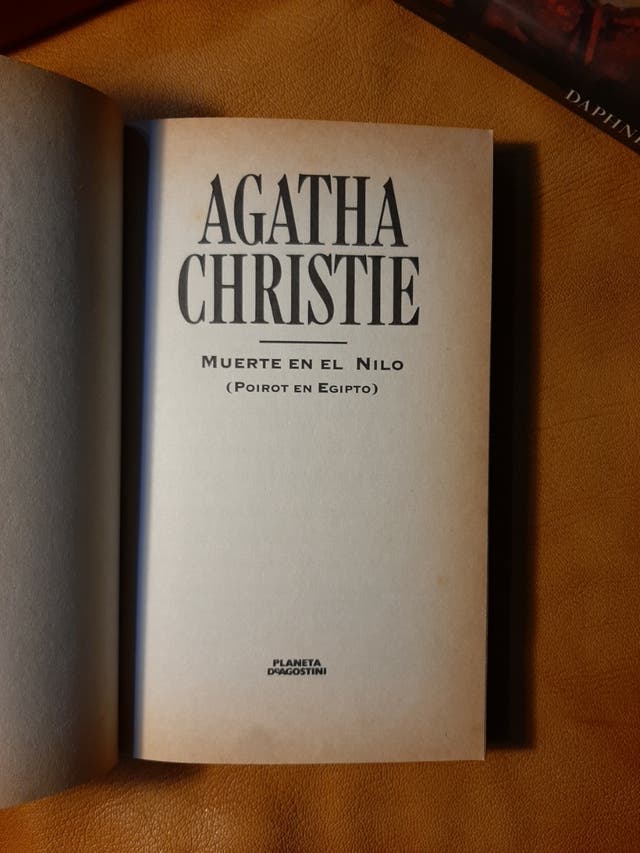 AGATHA
CHRISTIE
MUERTE EN EL NILO
(POIROT EN EGIPTO)
PLANETA
DeAGOSTINI